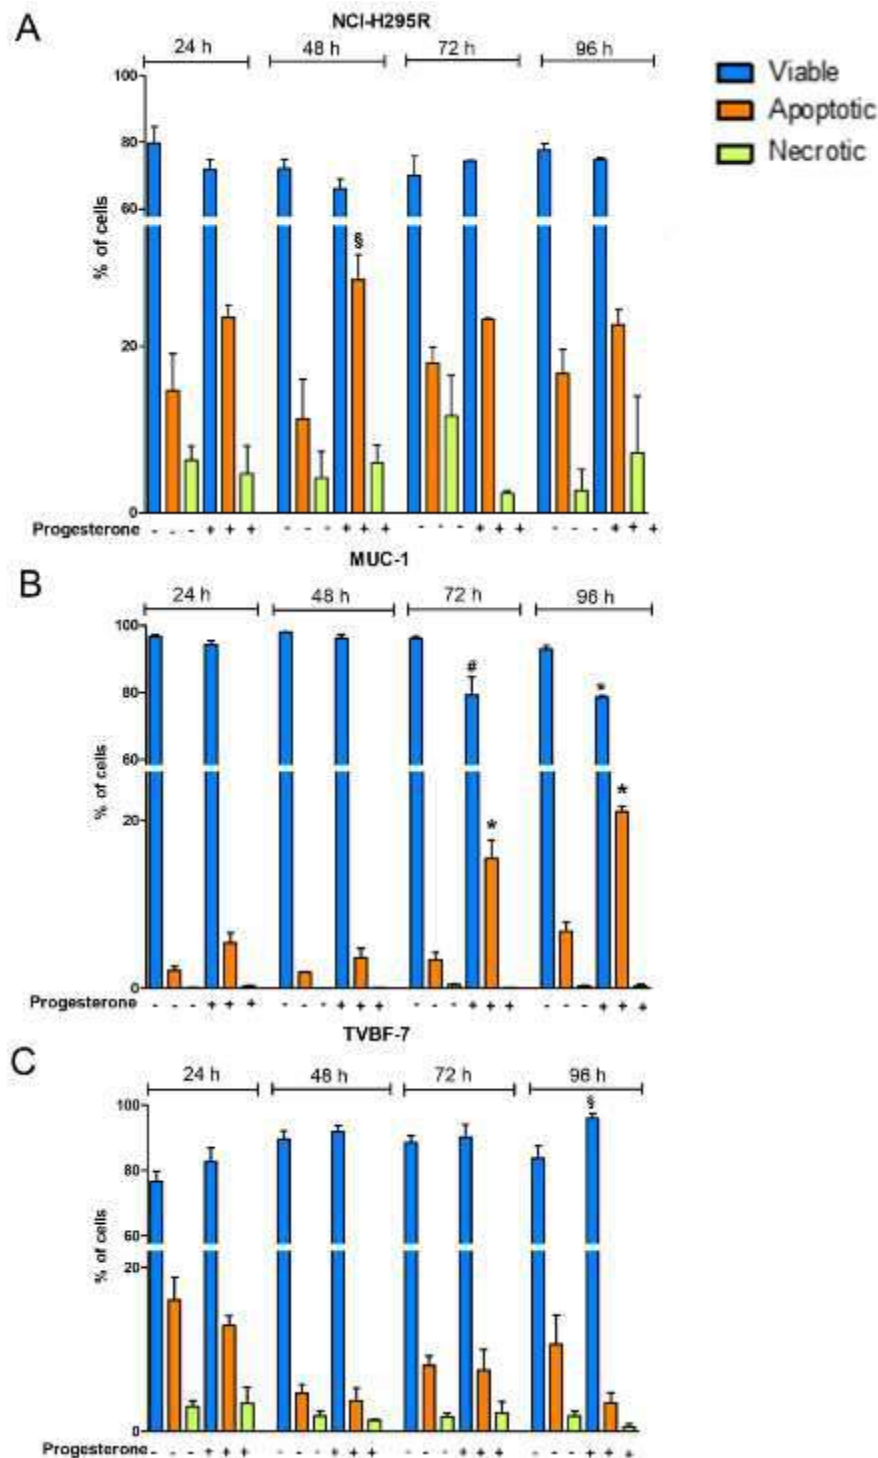 A
NCI-H295R
24 h 48 h 72 h 96 h
Viable
Apoptotic
Necrotic
% of cells
100
80
60
§
20
0
Progesterone - - - + + + - - - + + + - - - + + + - - - + + +
MUC-1
B
24 h 48 h 72 h 96 h
% of cells
100
80
60
# *
* *
20
0
Progesterone - - - + + + - - - + + + - - - + + + - - - + + +
TVBF-7
C
24 h 48 h 72 h 96 h
% of cells
100
§
80
60
20
0
Progesterone - - - + + + - - - + + + - - - + + + - - - + + +